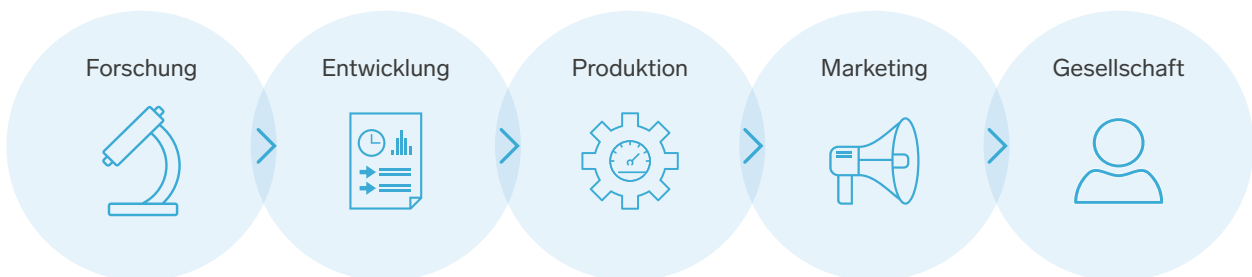 Forschung
Entwicklung
Produktion
Marketing
Gesellschaft